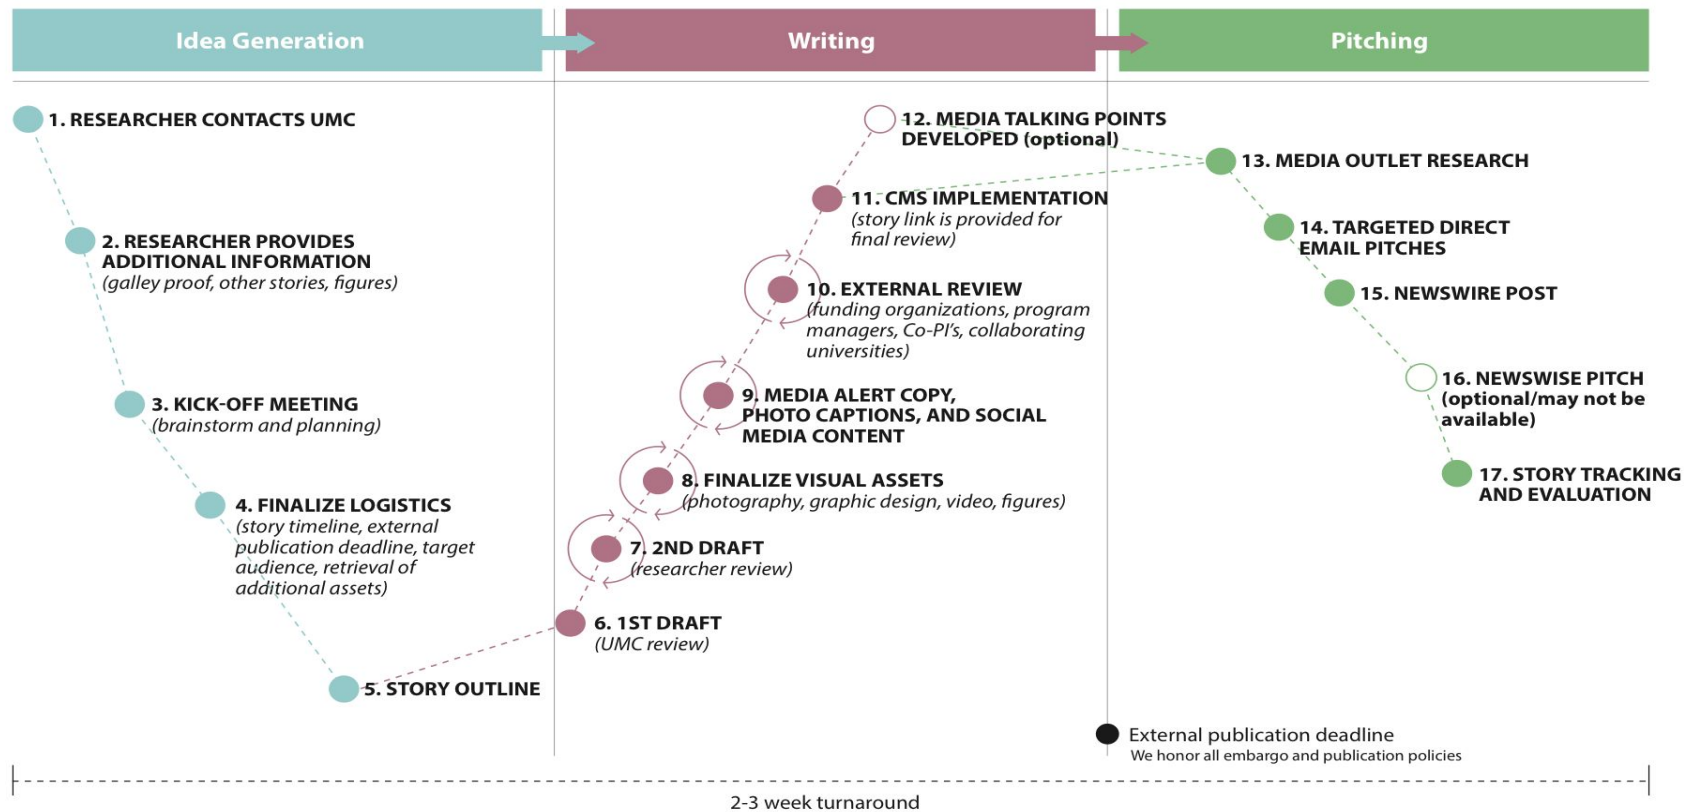 Idea Generation
Writing
Pitching
1. RESEARCHER CONTACTS UMC
2. RESEARCHER PROVIDES
ADDITIONAL INFORMATION
(galley proof, other stories, figures)
3. KICK-OFF MEETING
(brainstorm and planning)
4. FINALIZE LOGISTICS
(story timeline, external
publication deadline, target
audience, retrieval of
additional assets)
5. STORY OUTLINE
6. 1ST DRAFT
(UMC review)
7. 2ND DRAFT
(researcher review)
8. FINALIZE VISUAL ASSETS
(photography, graphic design, video, figures)
9. MEDIA ALERT COPY,
PHOTO CAPTIONS, AND SOCIAL
MEDIA CONTENT
10. EXTERNAL REVIEW
(funding organizations, program
managers, Co-PI's, collaborating
universities)
11. CMS IMPLEMENTATION
(story link is provided for
final review)
12. MEDIA TALKING POINTS
DEVELOPED (optional)
13. MEDIA OUTLET RESEARCH
14. TARGETED DIRECT
EMAIL PITCHES
15. NEWSWIRE POST
16. NEWSWISE PITCH
(optional/may not be
available)
17. STORY TRACKING
AND EVALUATION
External publication deadline
We honor all embargo and publication policies
2-3 week turnaround